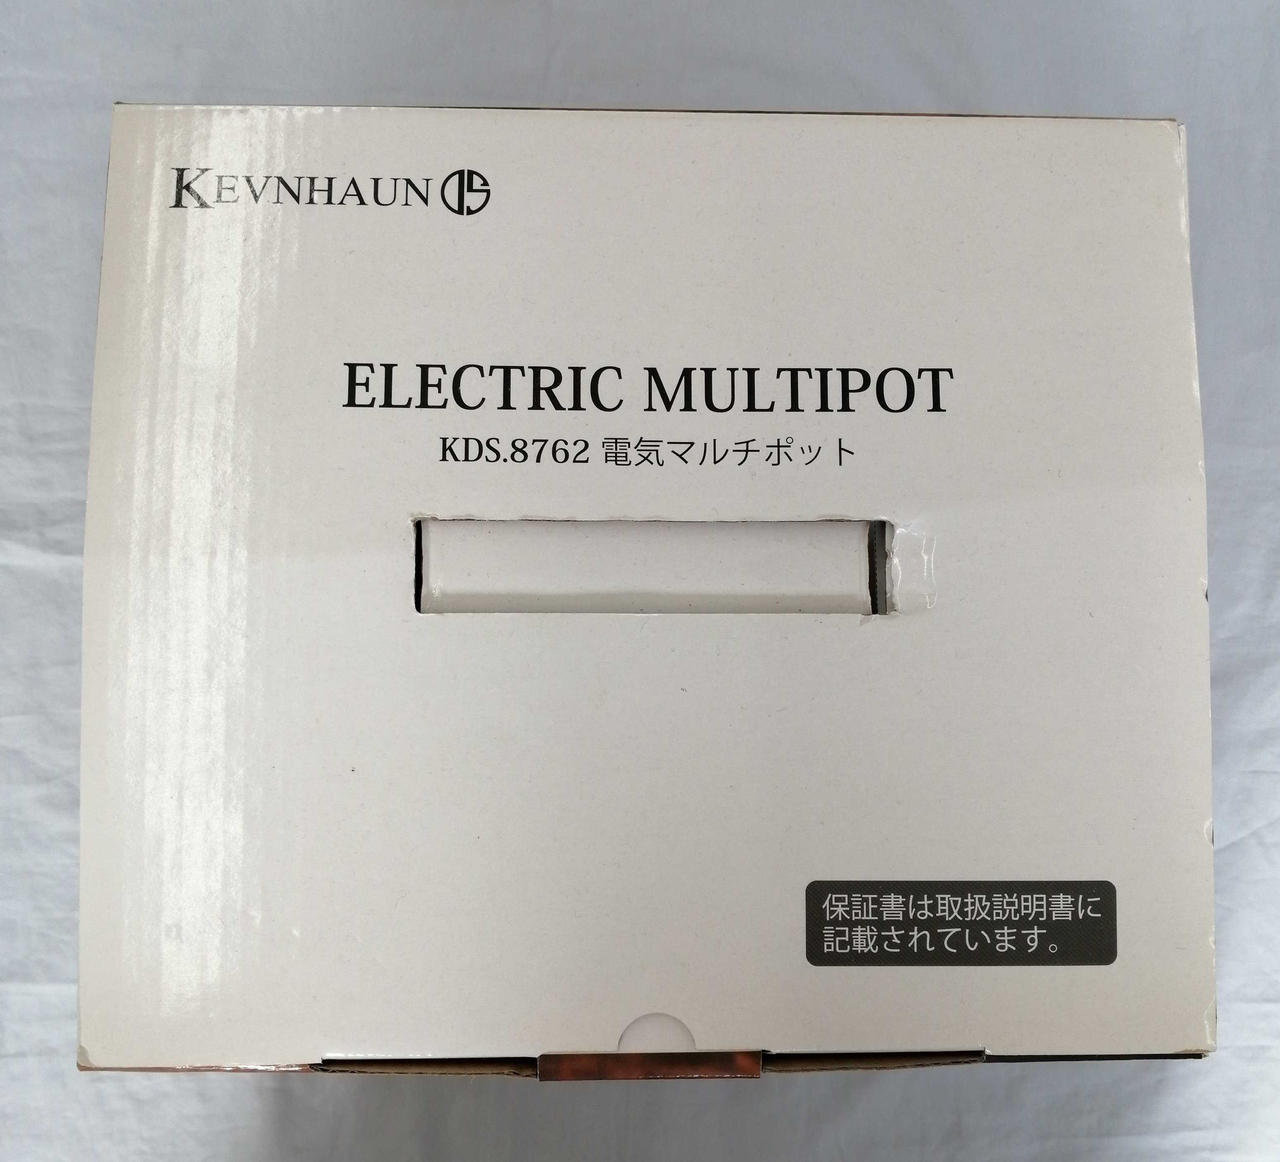 KEVNHAUN DS
ELECTRIC MULTIPOT
KDS.8762 電気マルチポット
保証書は取扱説明書に
記載されています。